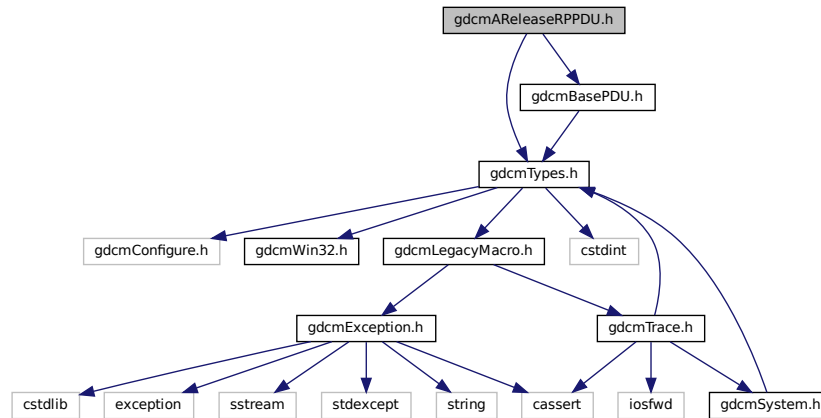 gdcmAReleaseRPPDU.h
gdcmBasePDU.h
gdcmTypes.h
gdcmConfigure.h
gdcmWin32.h
gdcmLegacyMacro.h
cstdint
gdcmException.h
gdcmTrace.h
cstdlib
exception
sstream
stdexcept
string
cassert
iosfwd
gdcmSystem.h